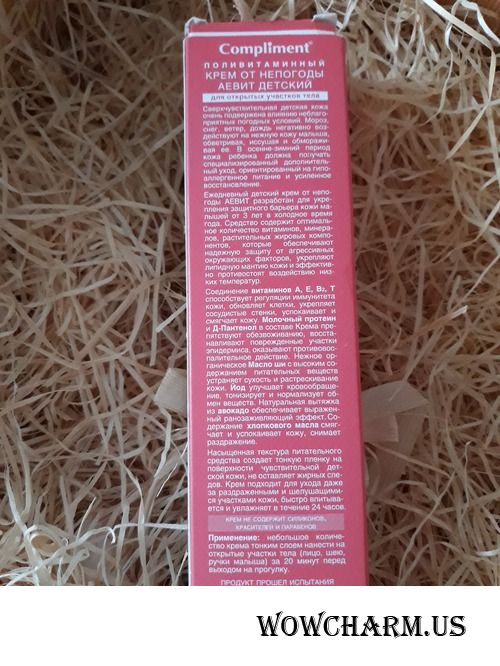 Compliment®
ПОЛИВИТАМИННЫЙ
КРЕМ ОТ НЕПОГОДЫ
АЕВИТ ДЕТСКИЙ
для открытых участков тела
Сверхчувствительная детская кожа
очень подвержена влиянию неблаго-
приятных погодных условий. Мороз,
снег, ветер, дождь негативно воз-
действуют на нежную кожу малыша,
обветривая, иссушая и обморажи-
вая ее. В осенне-зимний период
кожа ребенка должна получать
специализированный дополнитель-
ный уход, ориентированный на гипо-
аллергенное питание и усиленное
восстановление.
Ежедневный детский крем от непо-
годы АЕВИТ разработан для укре-
пления защитного барьера кожи ма-
лышей от 3 лет в холодное время
года. Средство содержит оптималь-
ное количество витаминов, минера-
лов, растительных жировых компо-
нентов, которые обеспечивают
надежную защиту от агрессивных
окружающих факторов, укрепляют
липидную мантию кожи и эффектив-
но противостоят воздействию низ-
ких температур.
Соединение витаминов А, Е, В₂, Т
способствует регуляции иммунитета
кожи, обновляет клетки, укрепляет
сосудистые стенки, успокаивает и
смягчает кожу. Молочный протеин
и Д-Пантенол в составе Крема пре-
пятствуют обезвоживанию, восста-
навливают поврежденные участки
эпидермиса, оказывают противовос-
палительное действие. Нежное ор-
ганическое Масло ши с высоким со-
держанием питательных веществ
устраняет сухость и растрескивание
кожи. Йод улучшает кровообраще-
ние, тонизирует и нормализует об-
мен веществ. Натуральная вытяжка
из авокадо обеспечивает выражен-
ный ранозаживляющий эффект. Со-
держание хлопкового масла смяг-
чает и успокаивает кожу, снимает
раздражение.
Насыщенная текстура питательного
средства создает тонкую пленку на
поверхности чувствительной дет-
ской кожи, не оставляет жирных сле-
дов. Крем подходит для ухода даже
за раздраженными и шелушащими-
ся участками кожи, быстро впитыва-
ется и увлажняет в течение 24 часов.
КРЕМ НЕ СОДЕРЖИТ СИЛИКОНОВ,
КРАСИТЕЛЕЙ И ПАРАБЕНОВ
Применение: небольшое количе-
ство крема тонким слоем нанести на
открытые участки тела (лицо, шею,
ручки малыша) за 20 минут перед
выходом на прогулку.
ПРОДУКТ ПРОШЕЛ ИСПЫТАНИЯ
WOWCHARM.US